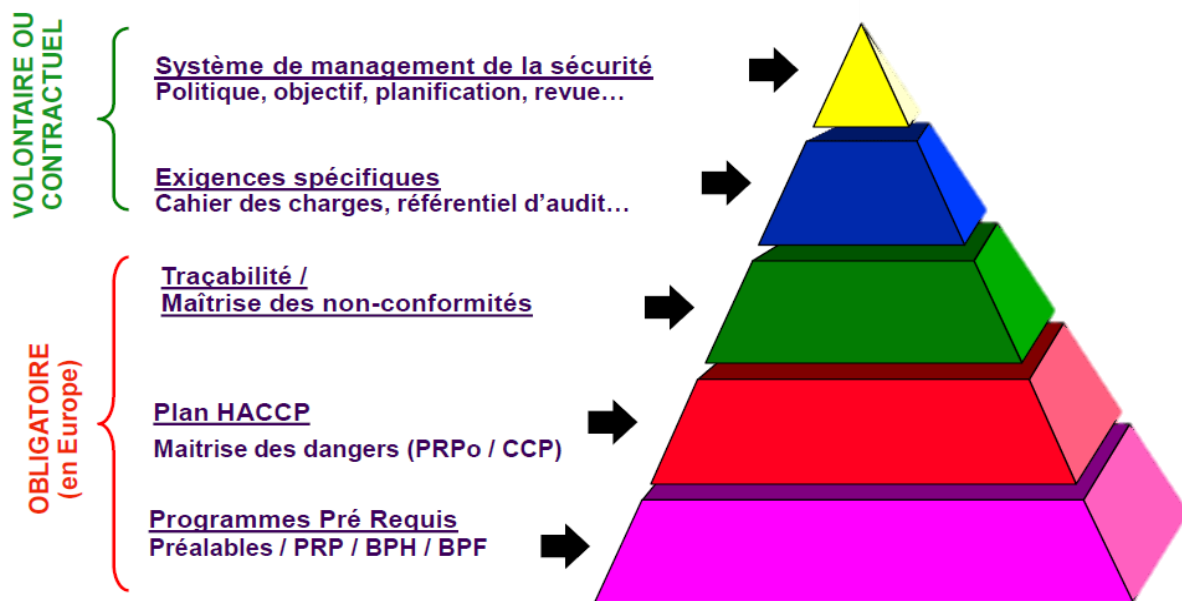 VOLONTAIRE OU
CONTRACTUEL
Système de management de la sécurité
Politique, objectif, planification, revue…
Exigences spécifiques
Cahier des charges, référentiel d’audit…
OBLIGATOIRE
(en Europe)
Traçabilité /
Maîtrise des non-conformités
Plan HACCP
Maitrise des dangers (PRPo / CCP)
Programmes Pré Requis
Préalables / PRP / BPH / BPF